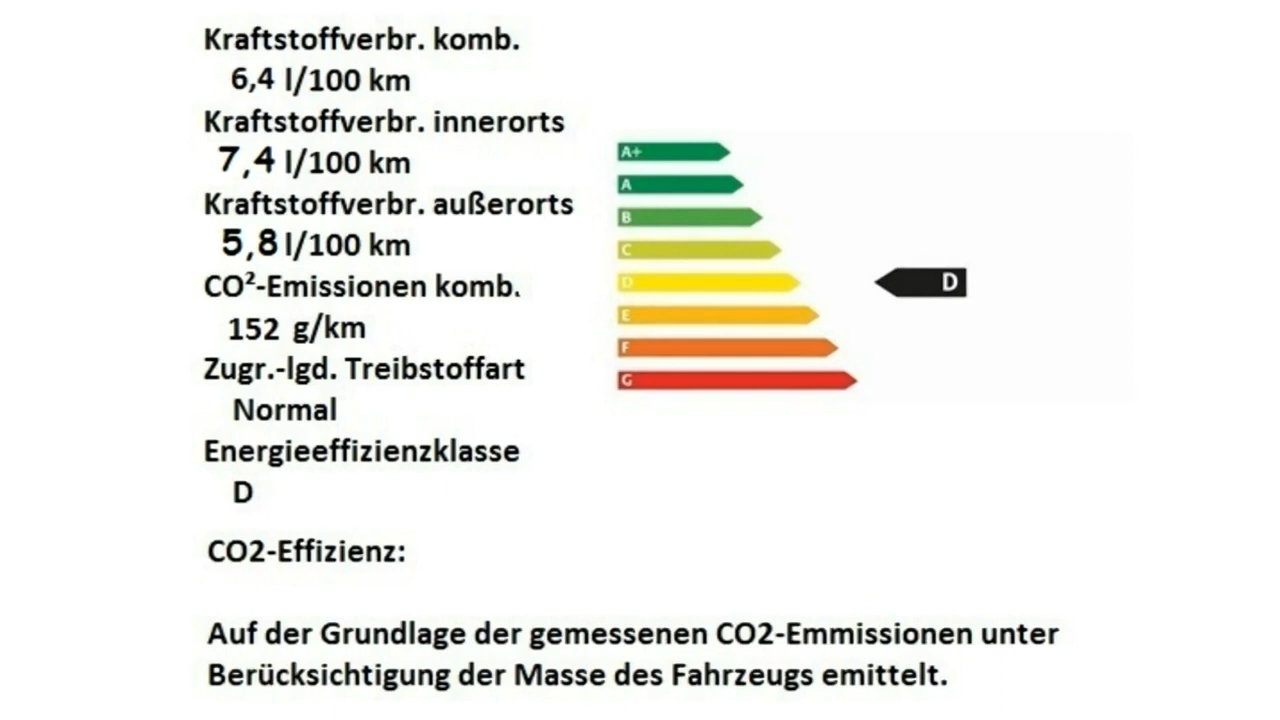 Kraftstoffverbr. komb.
6,4 l/100 km
Kraftstoffverbr. innerorts
7,4 l/100 km
Kraftstoffverbr. außerorts
5,8 l/100 km
CO²-Emissionen komb.
152 g/km
Zugr.-lgd. Treibstoffart
Normal
Energieeffizienzklasse
D
A+
A
B
C
D
D
E
F
G
CO2-Effizienz:
Auf der Grundlage der gemessenen CO2-Emmissionen unter
Berücksichtigung der Masse des Fahrzeugs emittelt.